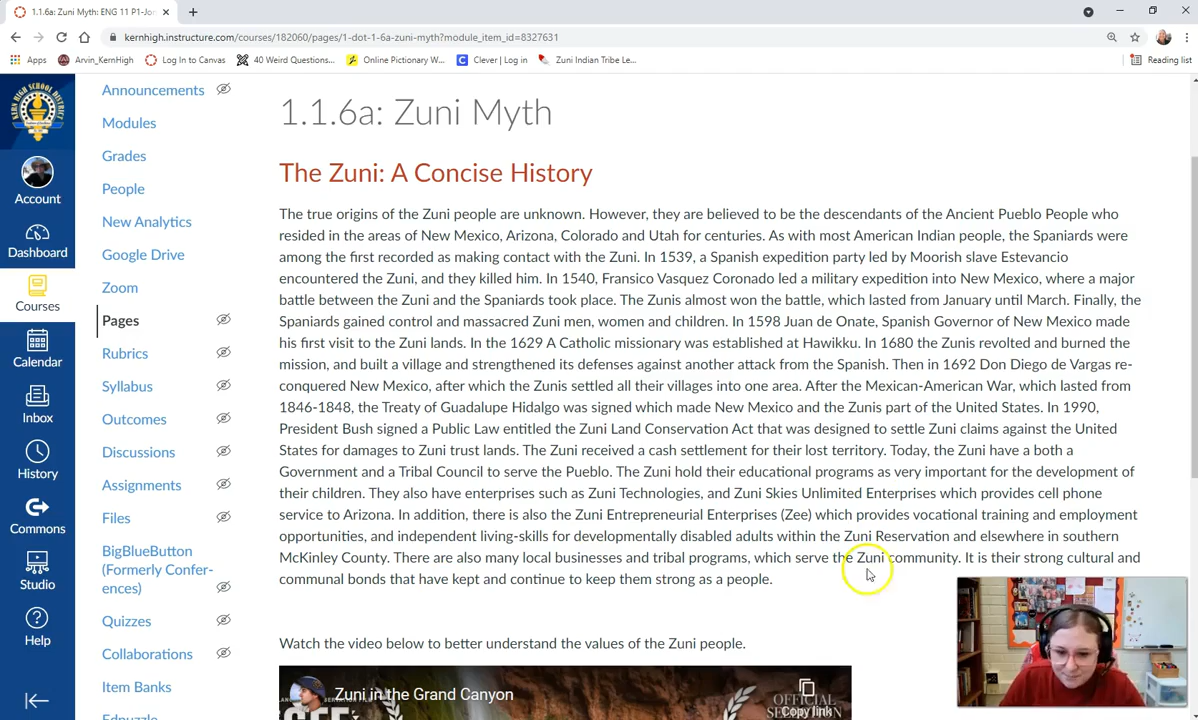 1.1.6a: Zuni Myth: ENG 11 P1-Jon
kernhigh.instructure.com/courses/182060/pages/1-dot-1-6a-zuni-myth?module_item_id=8327631
Apps
Arvin_KernHigh
Log In to Canvas
40 Weird Questions...
Online Pictionary W...
Clever | Log in
Zuni Indian Tribe Le...
Reading list
Account
Dashboard
Courses
Calendar
Inbox
History
Commons
Studio
Help
Announcements
Modules
Grades
People
New Analytics
Google Drive
Zoom
Pages
Rubrics
Syllabus
Outcomes
Discussions
Assignments
Files
BigBlueButton
(Formerly Confer-
ences)
Quizzes
Collaborations
Item Banks
Edpuzzle
1.1.6a: Zuni Myth
The Zuni: A Concise History
The true origins of the Zuni people are unknown. However, they are believed to be the descendants of the Ancient Pueblo People who
resided in the areas of New Mexico, Arizona, Colorado and Utah for centuries. As with most American Indian people, the Spaniards were
among the first recorded as making contact with the Zuni. In 1539, a Spanish expedition party led by Moorish slave Estevancio
encountered the Zuni, and they killed him. In 1540, Fransico Vasquez Coronado led a military expedition into New Mexico, where a major
battle between the Zuni and the Spaniards took place. The Zunis almost won the battle, which lasted from January until March. Finally, the
Spaniards gained control and massacred Zuni men, women and children. In 1598 Juan de Onate, Spanish Governor of New Mexico made
his first visit to the Zuni lands. In the 1629 A Catholic missionary was established at Hawikku. In 1680 the Zunis revolted and burned the
mission, and built a village and strengthened its defenses against another attack from the Spanish. Then in 1692 Don Diego de Vargas re-
conquered New Mexico, after which the Zunis settled all their villages into one area. After the Mexican-American War, which lasted from
1846-1848, the Treaty of Guadalupe Hidalgo was signed which made New Mexico and the Zunis part of the United States. In 1990,
President Bush signed a Public Law entitled the Zuni Land Conservation Act that was designed to settle Zuni claims against the United
States for damages to Zuni trust lands. The Zuni received a cash settlement for their lost territory. Today, the Zuni have a both a
Government and a Tribal Council to serve the Pueblo. The Zuni hold their educational programs as very important for the development of
their children. They also have enterprises such as Zuni Technologies, and Zuni Skies Unlimited Enterprises which provides cell phone
service to Arizona. In addition, there is also the Zuni Entrepreneurial Enterprises (Zee) which provides vocational training and employment
opportunities, and independent living-skills for developmentally disabled adults within the Zuni Reservation and elsewhere in southern
McKinley County. There are also many local businesses and tribal programs, which serve the Zuni community. It is their strong cultural and
communal bonds that have kept and continue to keep them strong as a people.
Watch the video below to better understand the values of the Zuni people.
Zuni in the Grand Canyon
OFFICIAL
Copy link